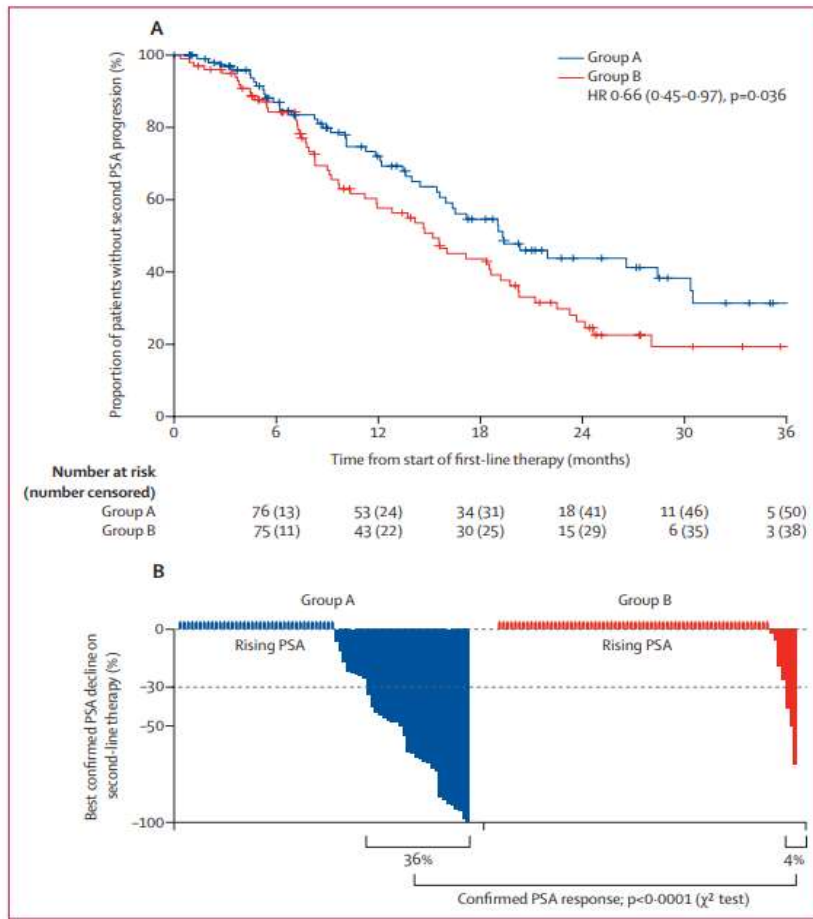 A
Proportion of patients without second PSA progression (%)
100
80
60
40
20
0
Group A
Group B
HR 0·66 (0·45–0·97), p=0·036
0 6 12 18 24 30 36
Time from start of first-line therapy (months)
Number at risk
(number censored)
Group A 76 (13) 53 (24) 34 (31) 18 (41) 11 (46) 5 (50)
Group B 75 (11) 43 (22) 30 (25) 15 (29) 6 (35) 3 (38)
B
Group A Group B
Best confirmed PSA decline on
second-line therapy (%)
0
–30
–50
–100
Rising PSA Rising PSA
36% 4%
Confirmed PSA response; p<0·0001 (χ² test)